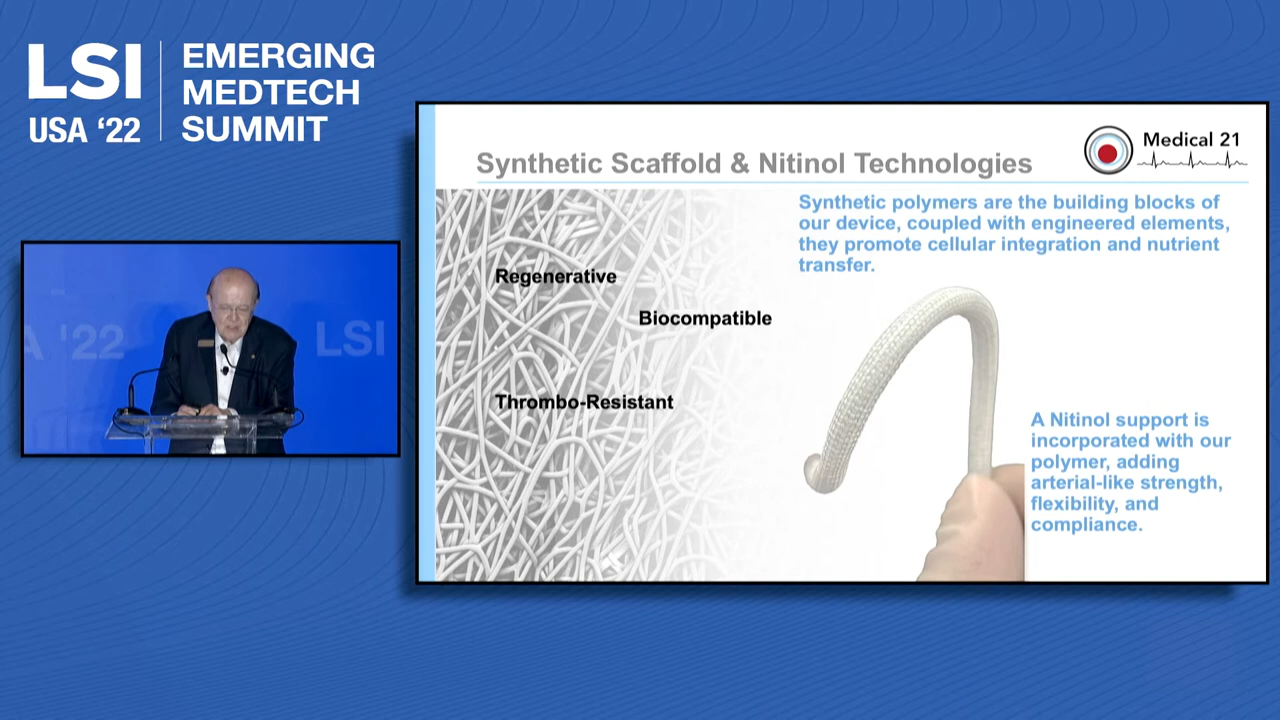 LSI
USA ‘22
EMERGING
MEDTECH
SUMMIT
A '22
LSI
Synthetic Scaffold & Nitinol Technologies
Medical 21
Synthetic polymers are the building blocks of
our device, coupled with engineered elements,
they promote cellular integration and nutrient
transfer.
Regenerative
Biocompatible
Thrombo-Resistant
A Nitinol support is
incorporated with our
polymer, adding
arterial-like strength,
flexibility, and
compliance.